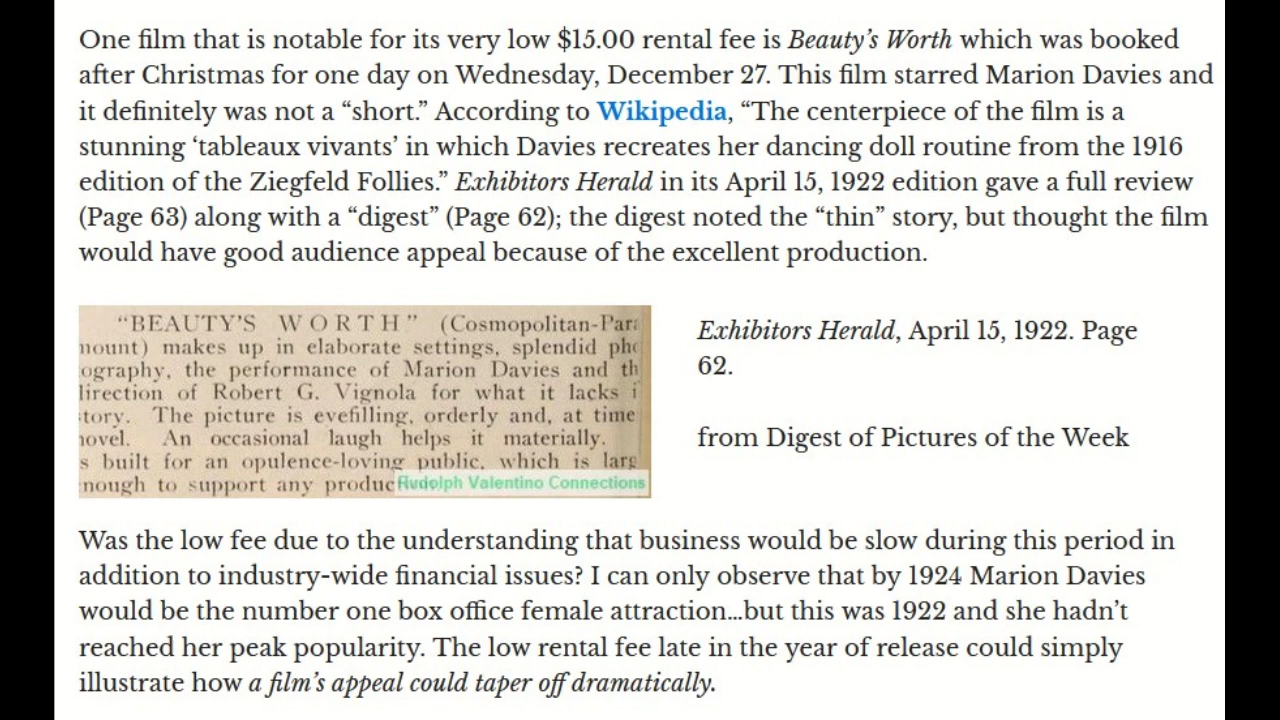 One film that is notable for its very low $15.00 rental fee is Beauty’s Worth which was booked
after Christmas for one day on Wednesday, December 27. This film starred Marion Davies and
it definitely was not a “short.” According to Wikipedia, “The centerpiece of the film is a
stunning ‘tableaux vivants’ in which Davies recreates her dancing doll routine from the 1916
edition of the Ziegfeld Follies.” Exhibitors Herald in its April 15, 1922 edition gave a full review
(Page 63) along with a “digest” (Page 62); the digest noted the “thin” story, but thought the film
would have good audience appeal because of the excellent production.
“BEAUTY’S WORTH” (Cosmopolitan-Par
nount) makes up in elaborate settings, splendid pho
ography, the performance of Marion Davies and th
lirection of Robert G. Vignola for what it lacks i
tory. The picture is eyefilling, orderly and, at time
novel. An occasional laugh helps it materially.
s built for an opulence-loving public, which is larg
nough to support any produc
Rudolph Valentino Connections
Exhibitors Herald, April 15, 1922. Page
62.
from Digest of Pictures of the Week
Was the low fee due to the understanding that business would be slow during this period in
addition to industry-wide financial issues? I can only observe that by 1924 Marion Davies
would be the number one box office female attraction…but this was 1922 and she hadn’t
reached her peak popularity. The low rental fee late in the year of release could simply
illustrate how a film’s appeal could taper off dramatically.